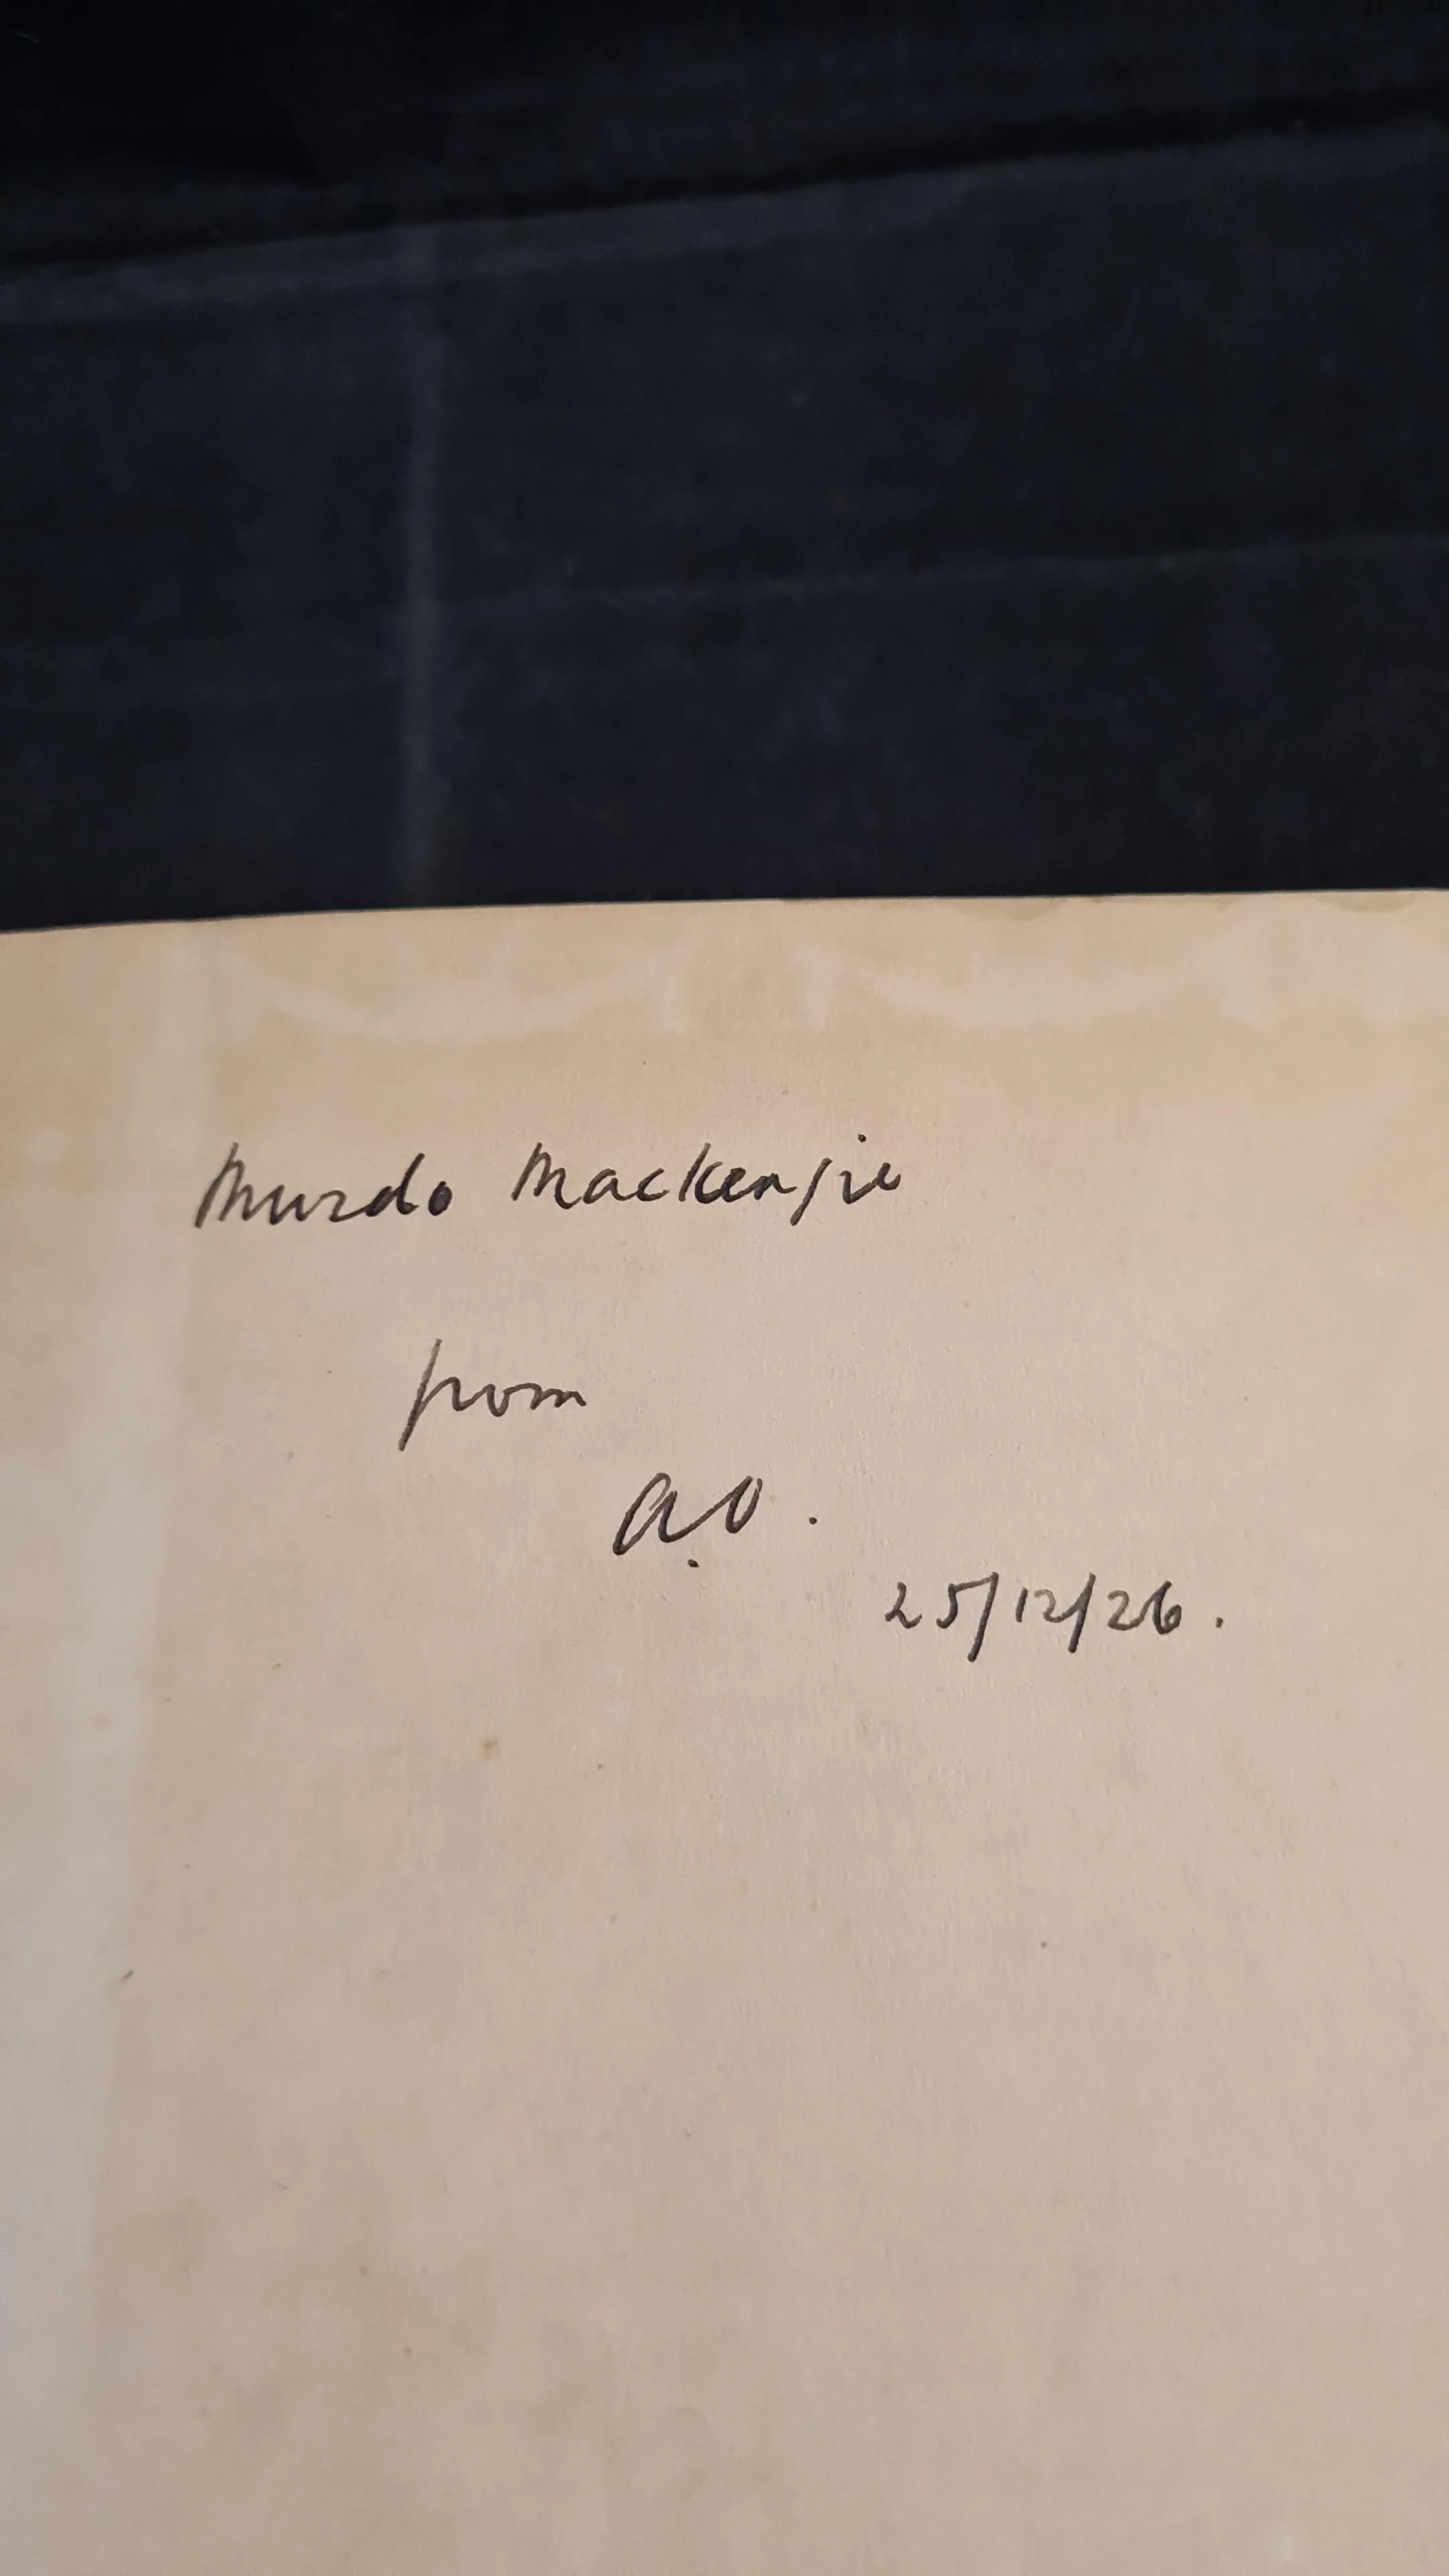 Murdo Mackenzie
from
A.O.
25/12/26.